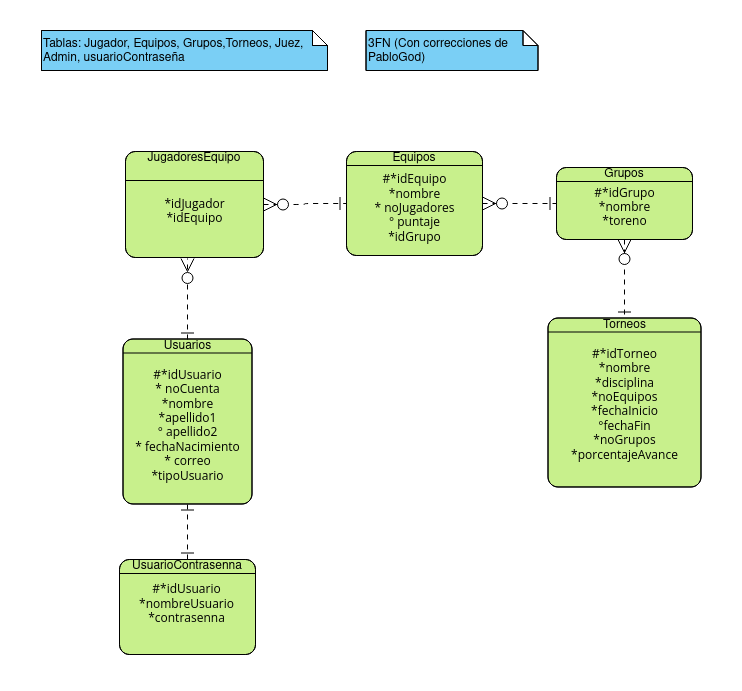 Tablas: Jugador, Equipos, Grupos,Torneos, Juez,
Admin, usuarioContraseña
3FN (Con correcciones de
PabloGod)
JugadoresEquipo
*idJugador
*idEquipo
Equipos
#*idEquipo
*nombre
* noJugadores
° puntaje
*idGrupo
Grupos
#*idGrupo
*nombre
*toreno
Usuarios
#*idUsuario
* noCuenta
*nombre
*apellido1
° apellido2
* fechaNacimiento
* correo
*tipoUsuario
Torneos
#*idTorneo
*nombre
*disciplina
*noEquipos
*fechaInicio
°fechaFin
*noGrupos
*porcentajeAvance
UsuarioContrasenna
#*idUsuario
*nombreUsuario
*contrasenna